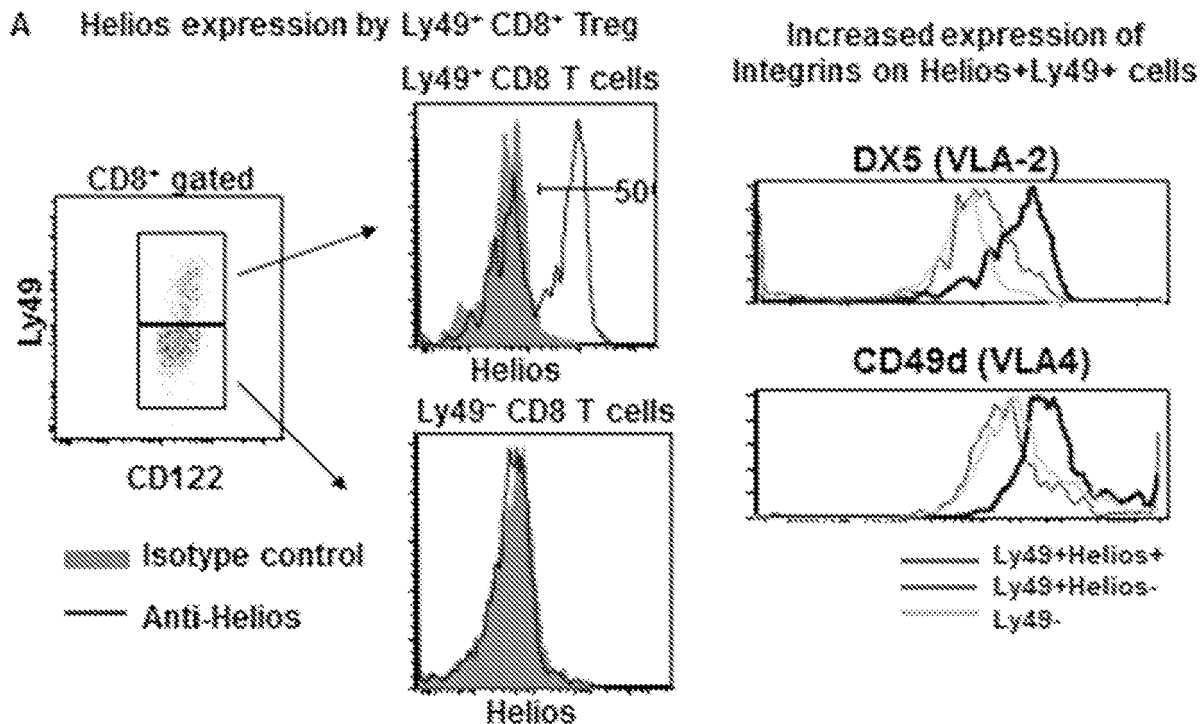 A Helios expression by Ly49⁺ CD8⁺ Treg
Increased expression of
Integrins on Helios+Ly49+ cells
CD8⁺ gated
Ly49
CD122
Isotype control
Anti-Helios
Ly49⁺ CD8 T cells
50
Helios
Ly49⁻ CD8 T cells
Helios
DX5 (VLA-2)
CD49d (VLA4)
Ly49+Helios+
Ly49+Helios-
Ly49-